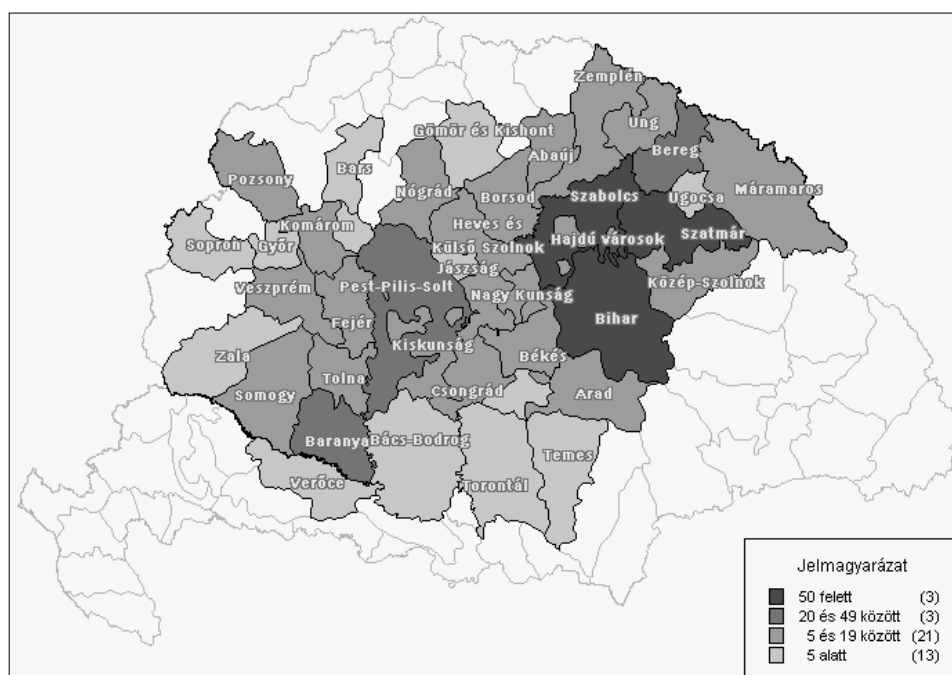 Zemplén
Ung
Gömör és Kishont
Abaúj
Bereg
Bars
Pozsony
Nógrád
Borsod
Szabolcs
Ugocsa
Máramaros
Komárom
Heves és
Külső Szolnok
Hajdú városok
Szatmár
Sopron
Győr
Jászság
Veszprém
Pest-Pilis-Solt
Nagy Kunság
Közép-Szolnok
Fejér
Kiskunság
Bihar
Zala
Békés
Tolna
Somogy
Csongrád
Arad
Baranya
Bács-Bodrog
Temes
Verőce
Torontál
Jelmagyarázat
50 felett (3)
20 és 49 között (3)
5 és 19 között (21)
5 alatt (13)